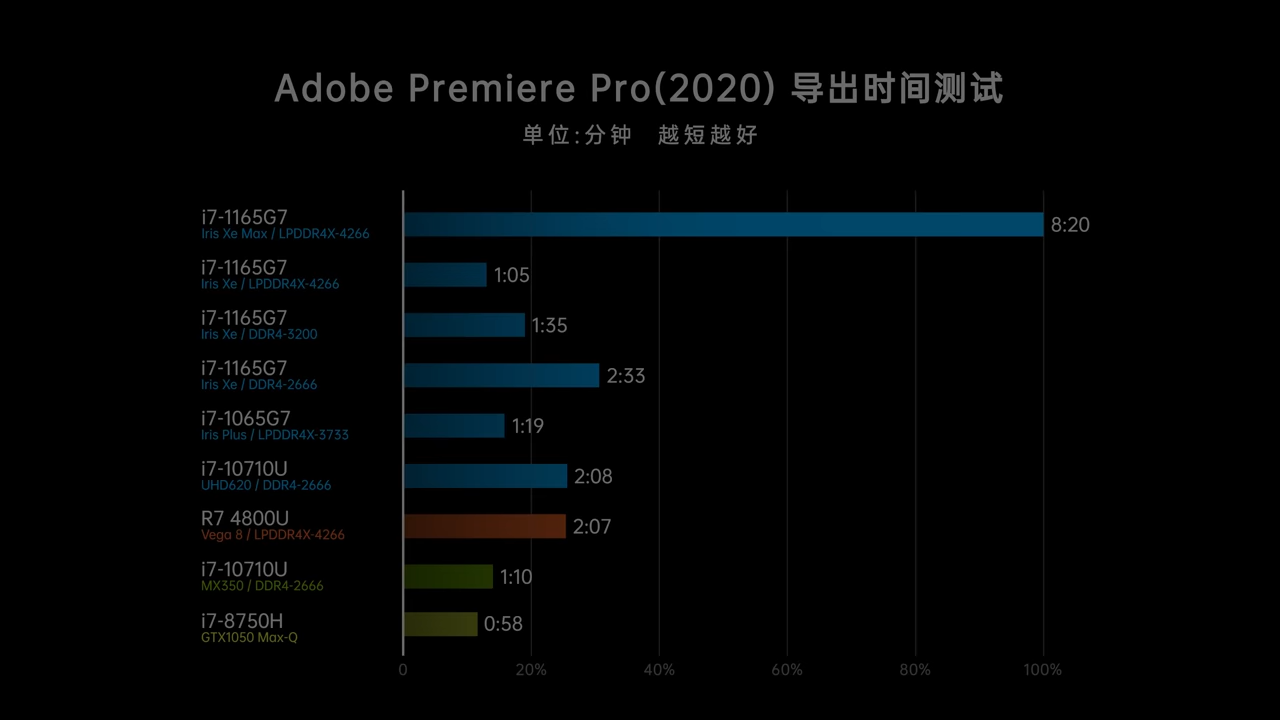 Adobe Premiere Pro(2020) 导出时间测试
单位:分钟 越短越好
i7-1165G7
Iris Xe Max / LPDDR4X-4266
8:20
i7-1165G7
Iris Xe / LPDDR4X-4266
1:05
i7-1165G7
Iris Xe / DDR4-3200
1:35
i7-1165G7
Iris Xe / DDR4-2666
2:33
i7-1065G7
Iris Plus / LPDDR4X-3733
1:19
i7-10710U
UHD620 / DDR4-2666
2:08
R7 4800U
Vega 8 / LPDDR4X-4266
2:07
i7-10710U
MX350 / DDR4-2666
1:10
i7-8750H
GTX1050 Max-Q
0:58
0 20% 40% 60% 80% 100%